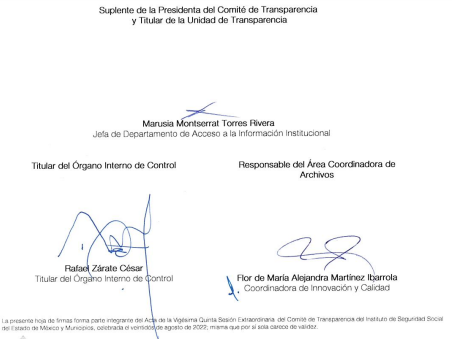 Suplente de la Presidenta del Comité de Transparencia
y Titular de la Unidad de Transparencia
Marusia Montserrat Torres Rivera
Jefa de Departamento de Acceso a la Información Institucional
Titular del Órgano Interno de Control
Responsable del Área Coordinadora de
Archivos
Rafael Zárate César
Titular del Órgano Interno de Control
Flor de María Alejandra Martínez Ibarrola
Coordinadora de Innovación y Calidad
La presente hoja de firmas forma parte integrante del Acta de la Vigésima Quinta Sesión Extraordinaria del Comité de Transparencia del Instituto de Seguridad Social
del Estado de México y Municipios, celebrada el veintidós de agosto de 2022; misma que por sí sola carece de validez.